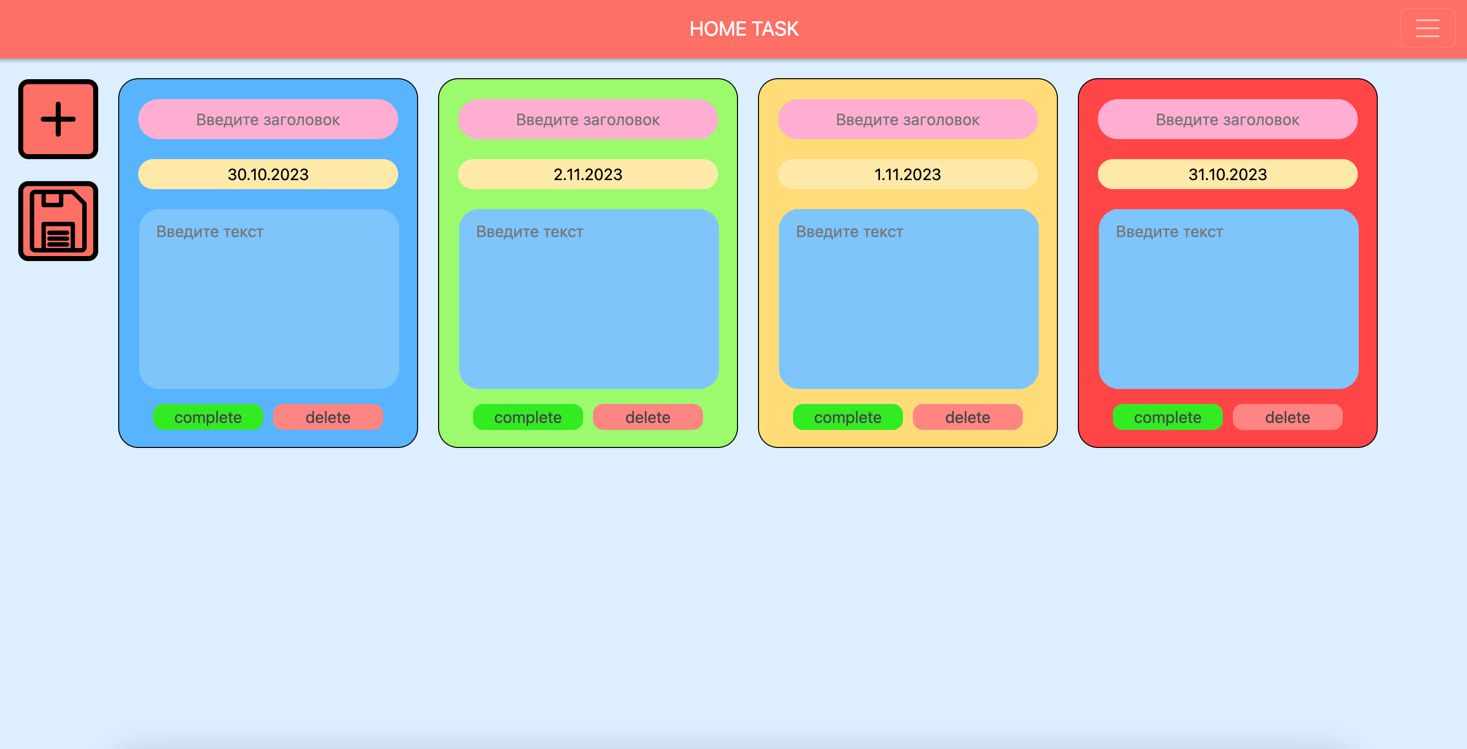 HOME TASK
Введите заголовок
30.10.2023
Введите текст
complete
delete
Введите заголовок
2.11.2023
Введите текст
complete
delete
Введите заголовок
1.11.2023
Введите текст
complete
delete
Введите заголовок
31.10.2023
Введите текст
complete
delete